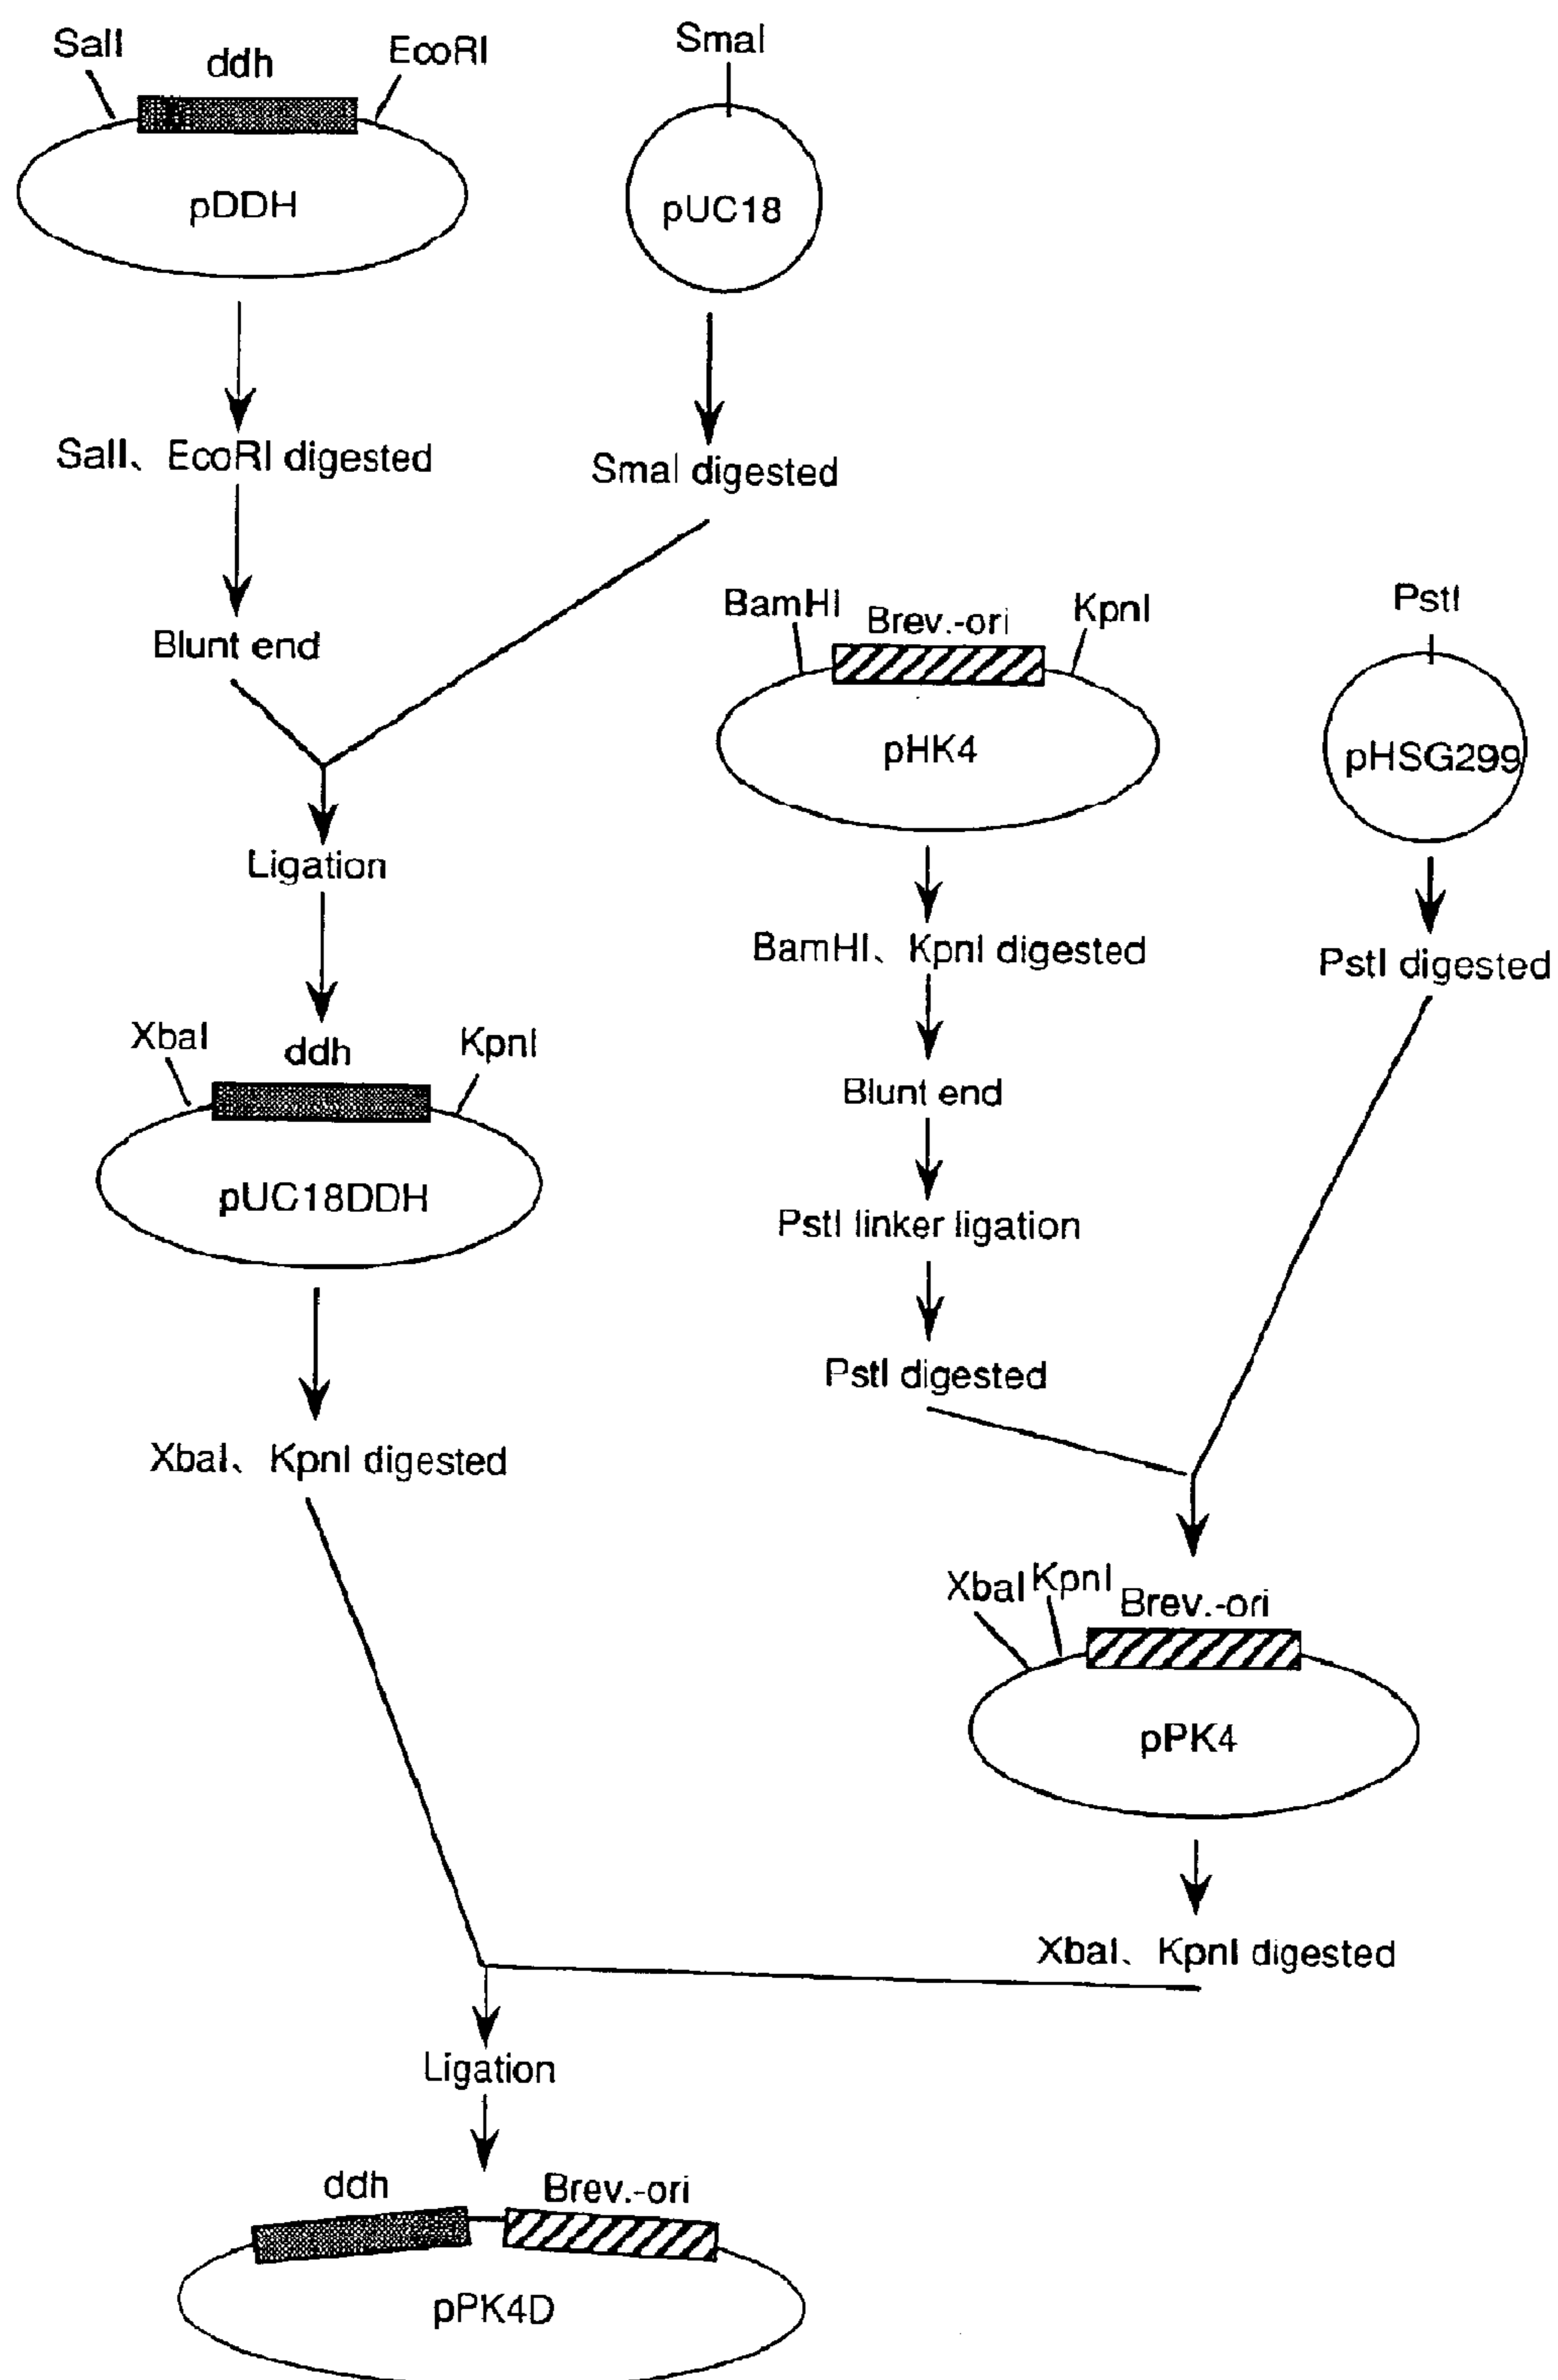 SalI
ddh
EcoRI
SmaI
pDDH
pUC18
SalI、EcoRI digested
SmaI digested
Blunt end
BamHI
Brev.-ori
KpnI
PstI
pHK4
pHSG299
Ligation
BamHI、KpnI digested
PstI digested
XbaI
ddh
KpnI
Blunt end
pUC18DDH
PstI linker ligation
PstI digested
XbaI、KpnI digested
XbaI
KpnI
Brev.-ori
pPK4
XbaI、KpnI digested
Ligation
ddh
Brev.-ori
pPK4D